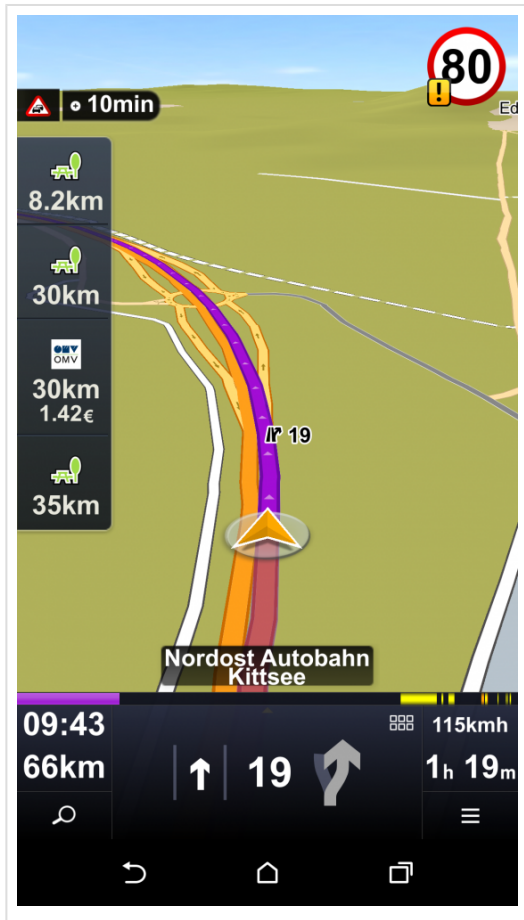 80
!
10min
Ed
8.2km
30km
OMV
OMV
30km
1.42€
35km
19
Nordost Autobahn
Kittsee
09:43
66km
19
115kmh
1h 19m